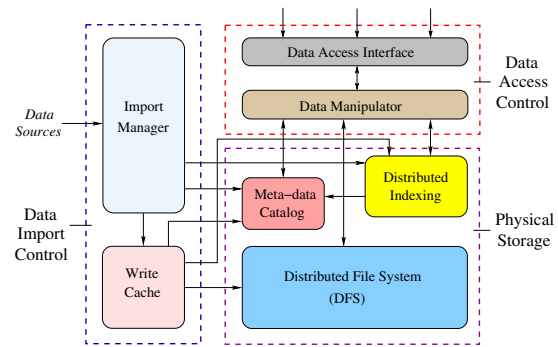 Data Access Interface
Data Manipulator
Data
Access
Control
Data
Sources
Import
Manager
Distributed
Indexing
Meta-data
Catalog
Data
Import
Control
Physical
Storage
Write
Cache
Distributed File System
(DFS)